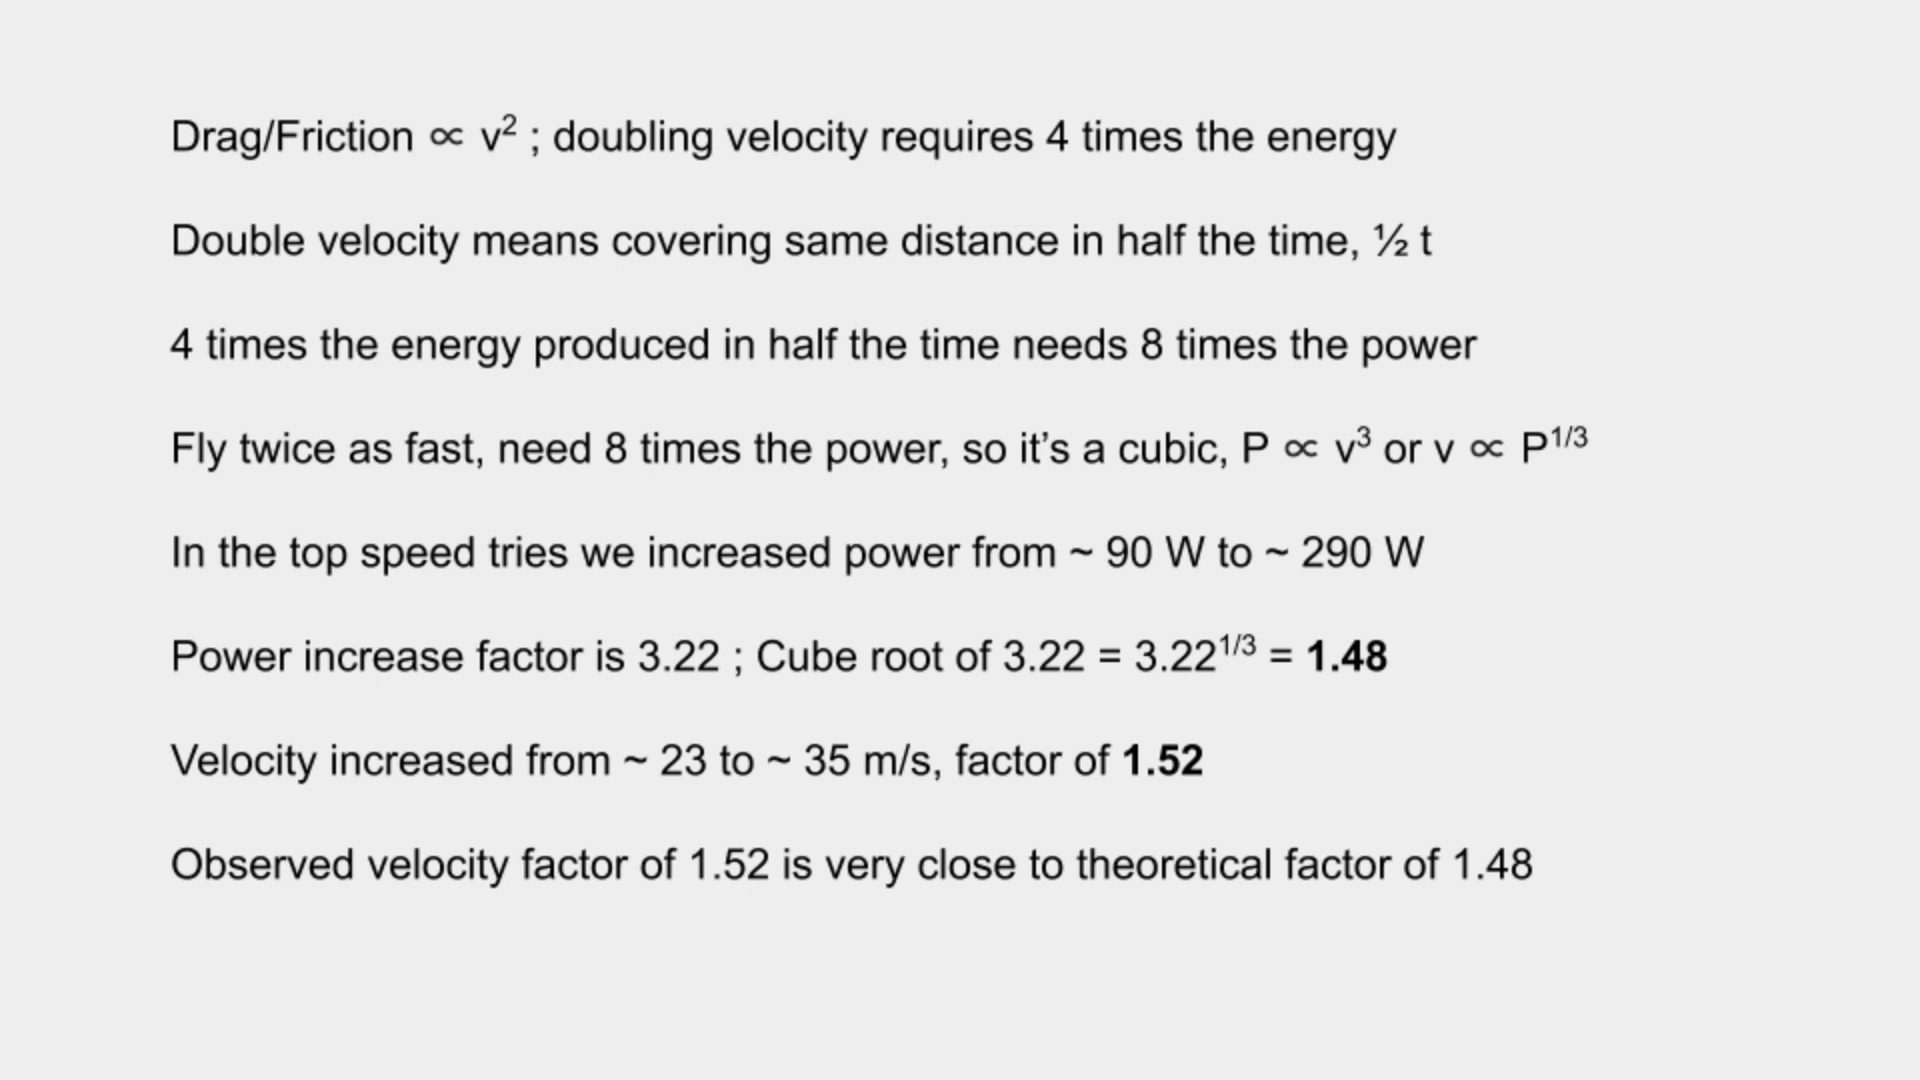 Drag/Friction ∝ v² ; doubling velocity requires 4 times the energy
Double velocity means covering same distance in half the time, ½ t
4 times the energy produced in half the time needs 8 times the power
Fly twice as fast, need 8 times the power, so it’s a cubic, P ∝ v³ or v ∝ P¹ᐟ³
In the top speed tries we increased power from ~ 90 W to ~ 290 W
Power increase factor is 3.22 ; Cube root of 3.22 = 3.22¹ᐟ³ = 1.48
Velocity increased from ~ 23 to ~ 35 m/s, factor of 1.52
Observed velocity factor of 1.52 is very close to theoretical factor of 1.48